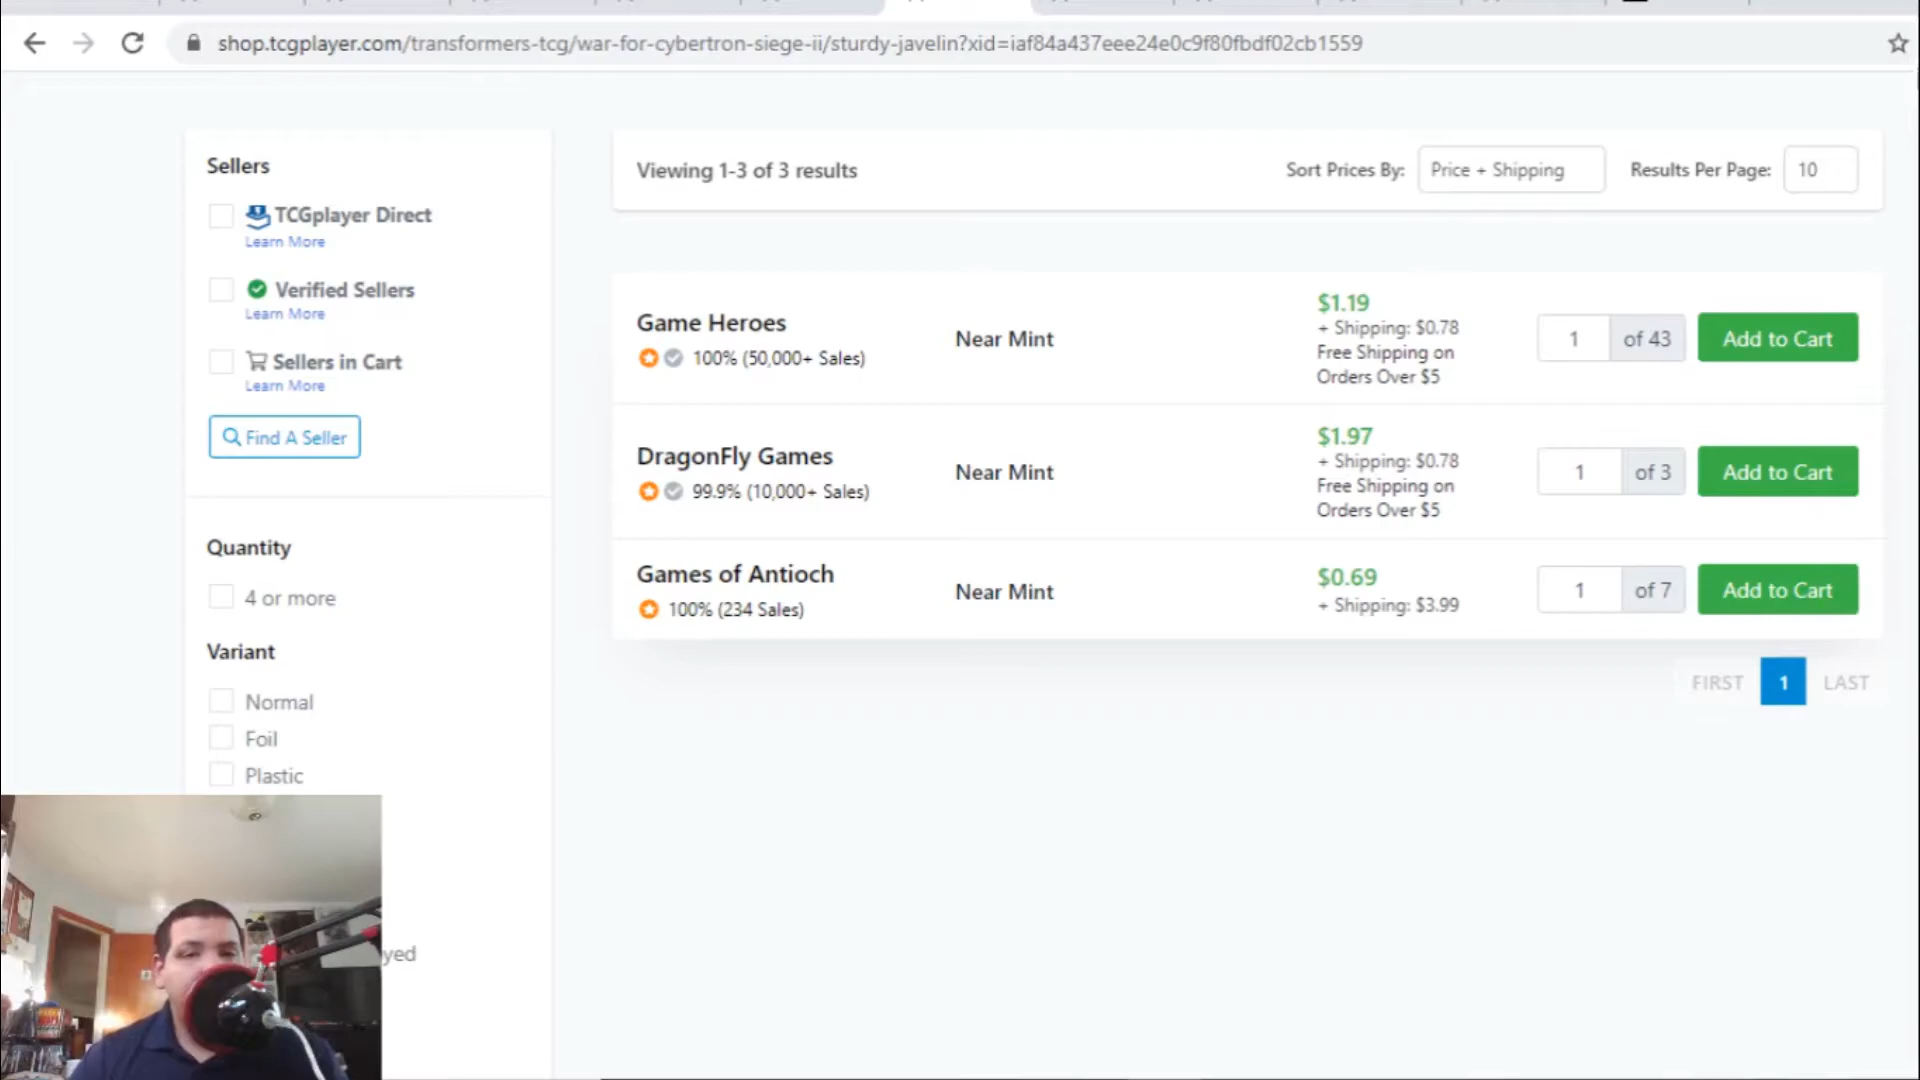 shop.tcgplayer.com/transformers-tcg/war-for-cybertron-siege-ii/sturdy-javelin?xid=iaf84a437eee24e0c9f80fbdf02cb1559
Sellers
TCGplayer Direct
Learn More
Verified Sellers
Learn More
Sellers in Cart
Learn More
Find A Seller
Quantity
4 or more
Variant
Normal
Foil
Plastic
yed
Viewing 1-3 of 3 results
Sort Prices By: Price + Shipping Results Per Page: 10
Game Heroes
100% (50,000+ Sales)
Near Mint
$1.19
+ Shipping: $0.78
Free Shipping on
Orders Over $5
1 of 43 Add to Cart
DragonFly Games
99.9% (10,000+ Sales)
Near Mint
$1.97
+ Shipping: $0.78
Free Shipping on
Orders Over $5
1 of 3 Add to Cart
Games of Antioch
100% (234 Sales)
Near Mint
$0.69
+ Shipping: $3.99
1 of 7 Add to Cart
FIRST 1 LAST